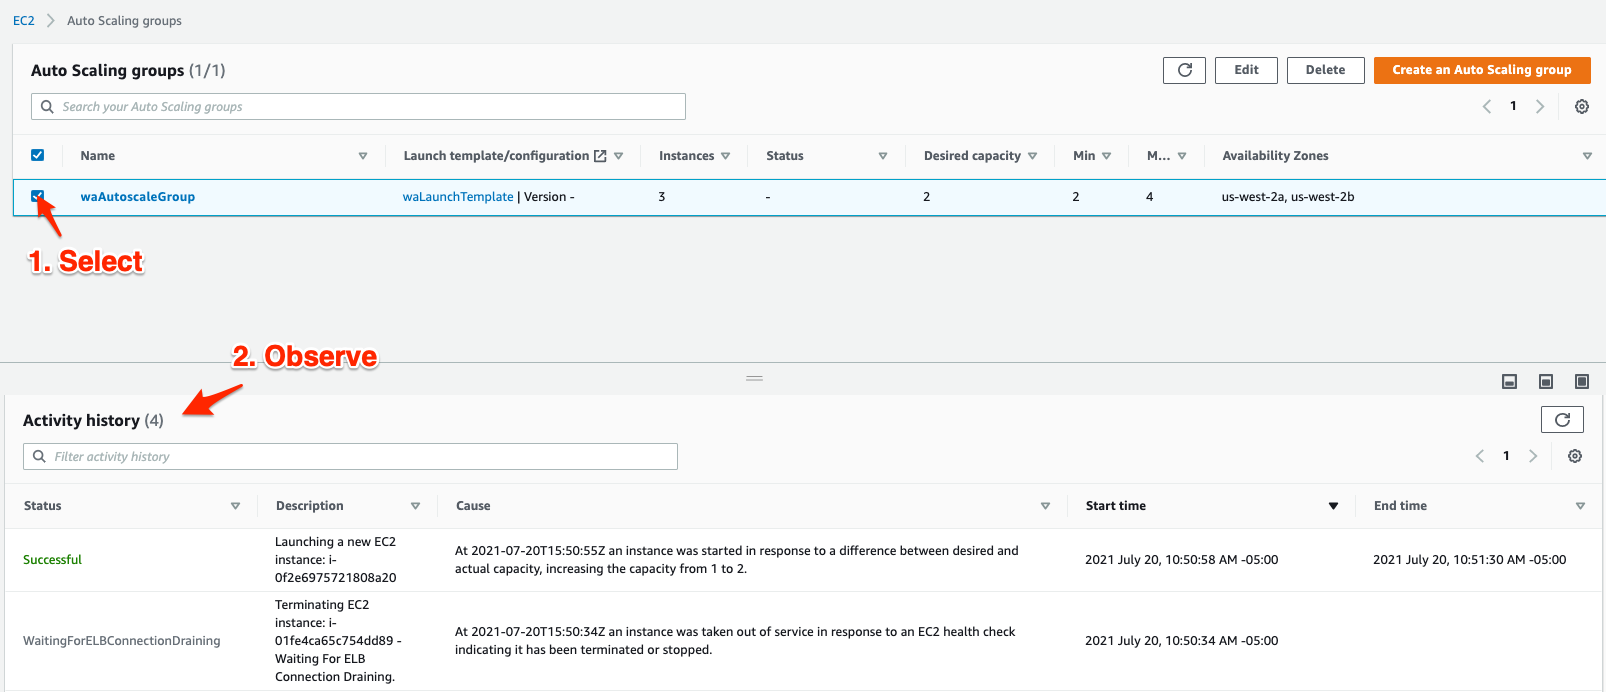 EC2 Auto Scaling groups
Auto Scaling groups (1/1)
Edit
Delete
Create an Auto Scaling group
Search your Auto Scaling groups
1
Name
Launch template/configuration
Instances
Status
Desired capacity
Min
M...
Availability Zones
waAutoscaleGroup
waLaunchTemplate | Version -
3
-
2
2
4
us-west-2a, us-west-2b
1. Select
2. Observe
Activity history (4)
Filter activity history
1
Status
Description
Cause
Start time
End time
Successful
Launching a new EC2
instance: i-
0f2e6975721808a20
At 2021-07-20T15:50:55Z an instance was started in response to a difference between desired and
actual capacity, increasing the capacity from 1 to 2.
2021 July 20, 10:50:58 AM -05:00
2021 July 20, 10:51:30 AM -05:00
WaitingForELBConnectionDraining
Terminating EC2
instance: i-
01fe4ca65c754dd89 -
Waiting For ELB
Connection Draining.
At 2021-07-20T15:50:34Z an instance was taken out of service in response to an EC2 health check
indicating it has been terminated or stopped.
2021 July 20, 10:50:34 AM -05:00